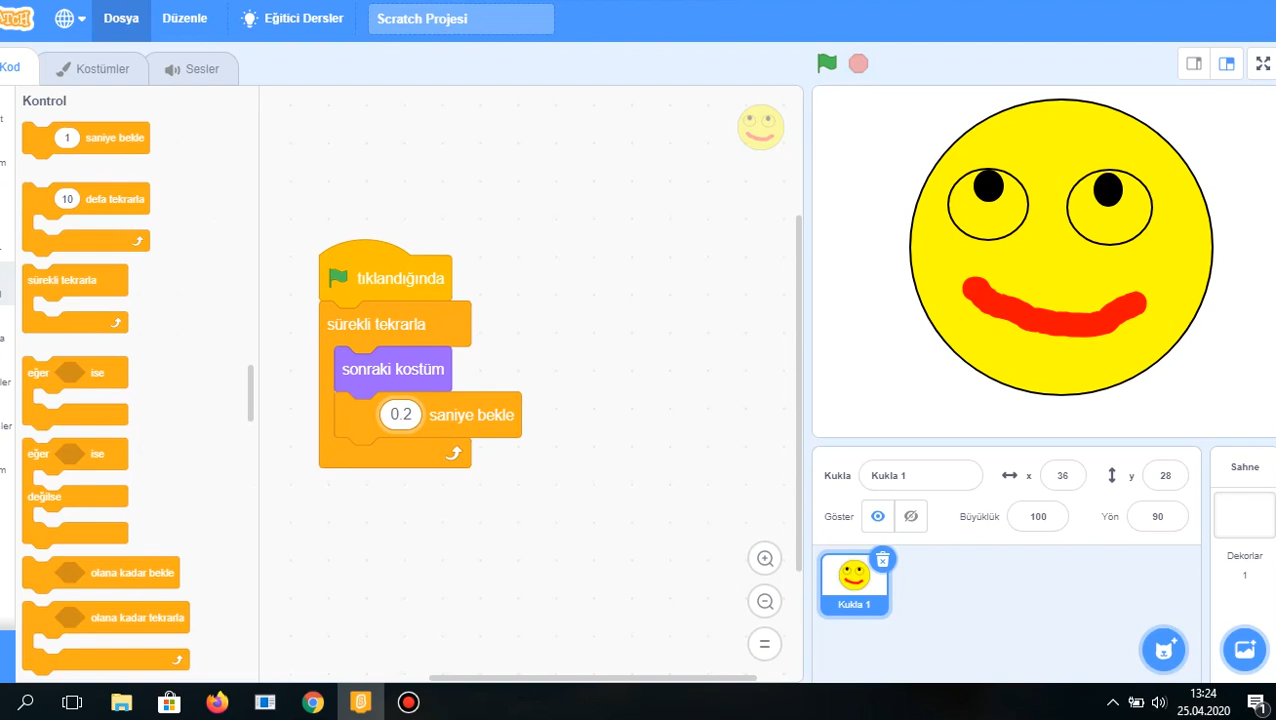 Dosya
Düzenle
Eğitici Dersler
Scratch Projesi
Kod
Kostümler
Sesler
Kontrol
1 saniye bekle
10 defa tekrarla
sürekli tekrarla
eğer ise
eğer ise
değilse
olana kadar bekle
olana kadar tekrarla
tıklandığında
sürekli tekrarla
sonraki kostüm
0.2 saniye bekle
Kukla
Kukla 1
x 36
y 28
Göster
Büyüklük 100
Yön 90
Kukla 1
Sahne
Dekorlar
1
13:24
25.04.2020
1